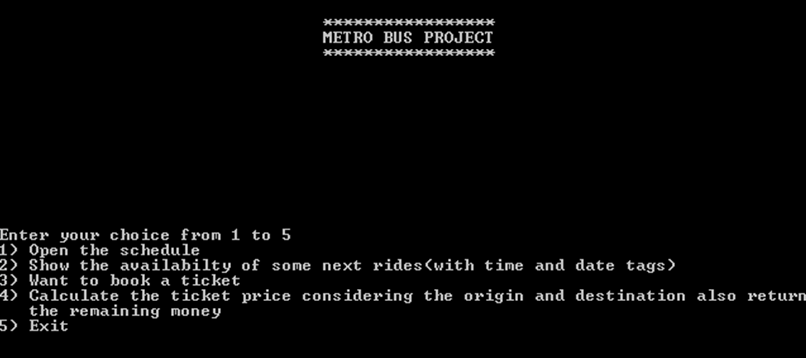 *****************
METRO BUS PROJECT
*****************
Enter your choice from 1 to 5
1) Open the schedule
2) Show the availabilty of some next rides(with time and date tags)
3) Want to book a ticket
4) Calculate the ticket price considering the origin and destination also return
the remaining money
5) Exit